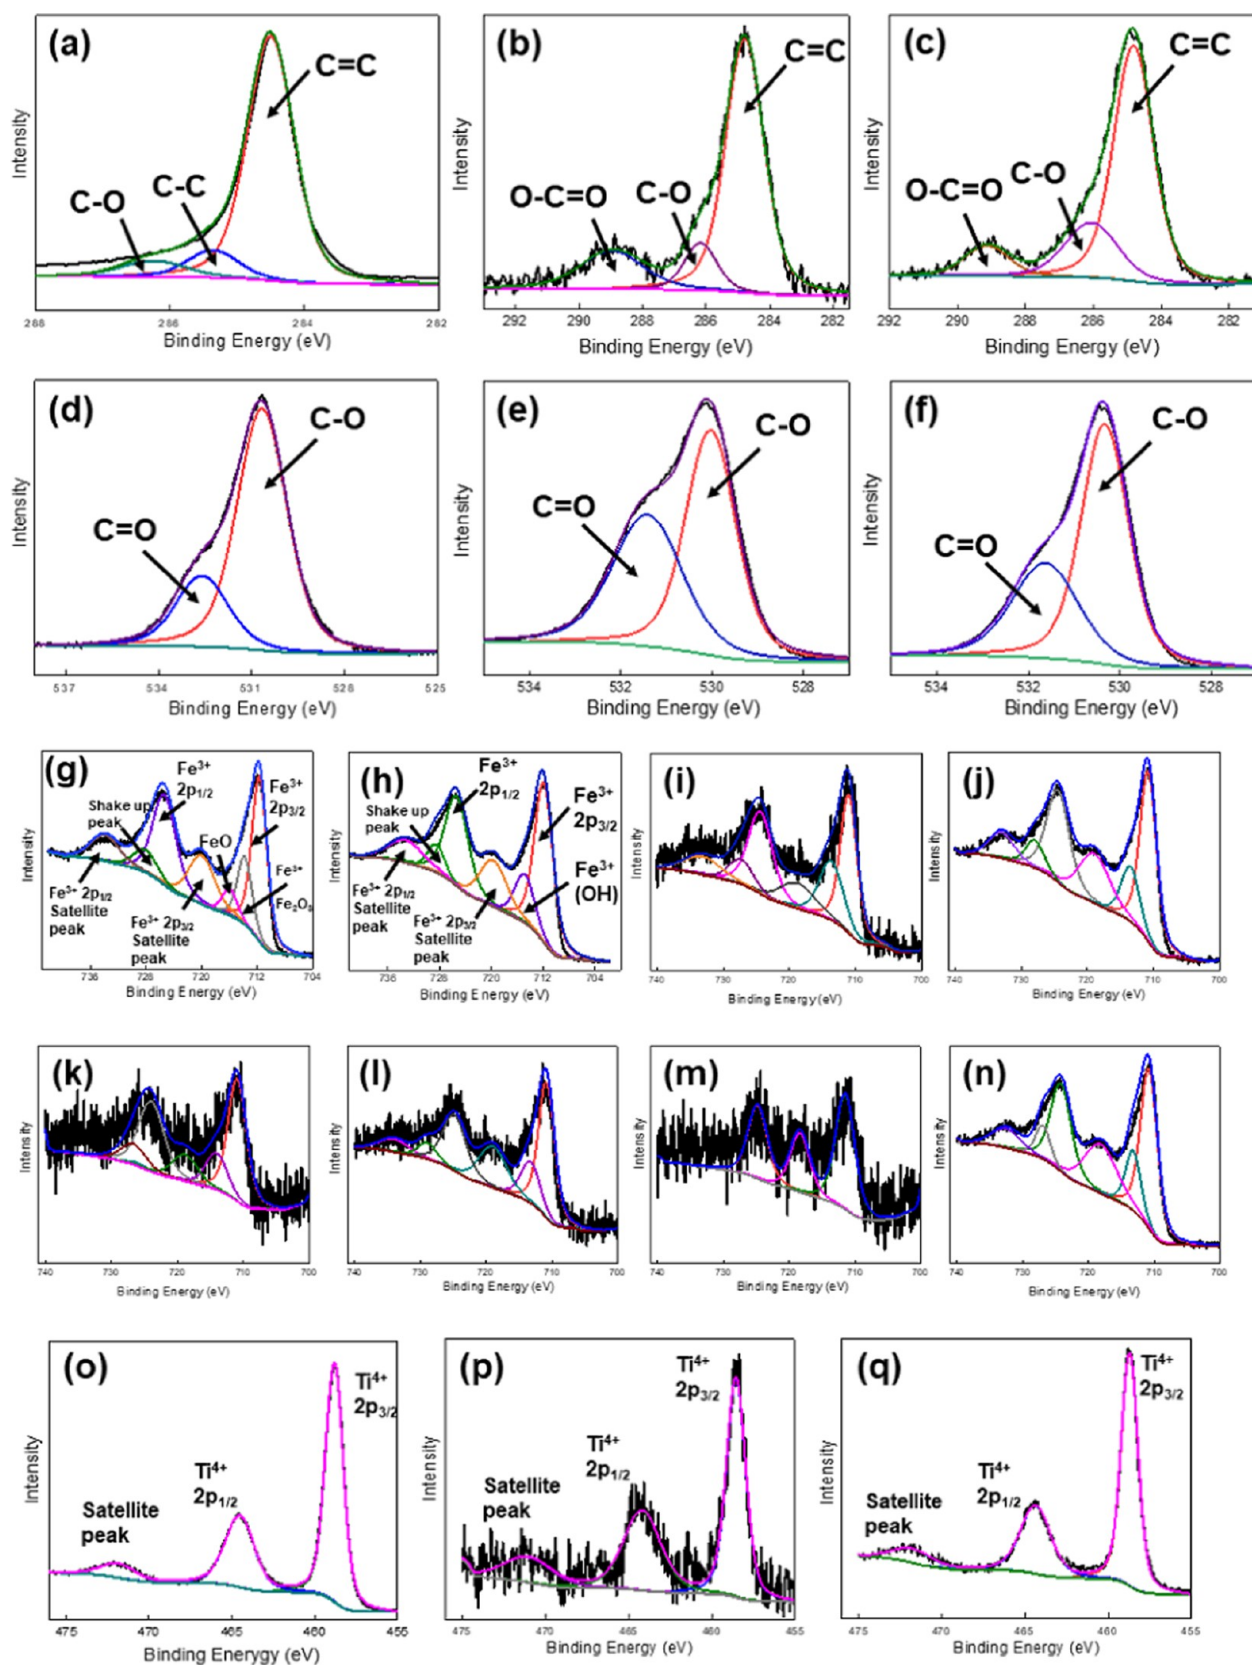 (a)
C=C
C-C
C-O
Intensity
288 286 284 282
Binding Energy (eV)
(b)
C=C
O-C=O
C-O
Intensity
292 290 288 286 284 282
Binding Energy (eV)
(c)
C=C
C-O
O-C=O
Intensity
292 290 288 286 284 282
Binding Energy (eV)
(d)
C-O
C=O
Intensity
537 534 531 528 525
Binding Energy (eV)
(e)
C-O
C=O
Intensity
534 532 530 528
Binding Energy (eV)
(f)
C-O
C=O
Intensity
534 532 530 528
Binding Energy (eV)
(g)
Fe³⁺
2p₁/₂
Shake up
peak
FeO
Fe³⁺
2p₃/₂
Fe³⁺
Fe₂O₃
Fe³⁺ 2p₁/₂
Satellite
peak
Fe³⁺ 2p₃/₂
Satellite
peak
Intensity
736 728 720 712 704
Binding Energy (eV)
(h)
Fe³⁺
2p₁/₂
Shake up
peak
Fe³⁺
2p₃/₂
Fe³⁺
(OH)
Fe³⁺ 2p₁/₂
Satellite
peak
Fe³⁺ 2p₃/₂
Satellite
peak
Intensity
736 728 720 712 704
Binding Energy (eV)
(i)
Intensity
740 730 720 710 700
Binding Energy (eV)
(j)
Intensity
740 730 720 710 700
Binding Energy (eV)
(k)
Intensity
740 730 720 710 700
Binding Energy (eV)
(l)
Intensity
740 730 720 710 700
Binding Energy (eV)
(m)
Intensity
740 730 720 710 700
Binding Energy (eV)
(n)
Intensity
740 730 720 710 700
Binding Energy (eV)
(o)
Ti⁴⁺
2p₃/₂
Ti⁴⁺
2p₁/₂
Satellite
peak
Intensity
475 470 465 460 455
Binding Enerygy (eV)
(p)
Ti⁴⁺
2p₃/₂
Ti⁴⁺
2p₁/₂
Satellite
peak
Intensity
475 470 465 460 455
Binding Energy (eV)
(q)
Ti⁴⁺
2p₃/₂
Ti⁴⁺
2p₁/₂
Satellite
peak
Intensity
475 470 465 460 455
Binding Energy (eV)